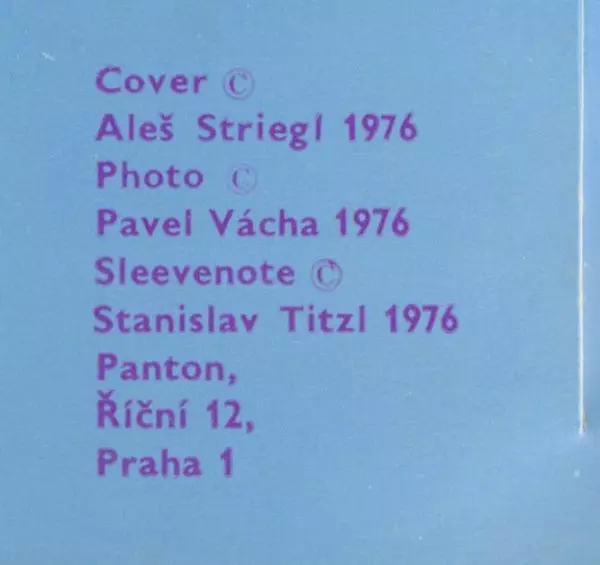 Cover ©
Aleš Striegl 1976
Photo ©
Pavel Vácha 1976
Sleevenote ©
Stanislav Titzl 1976
Panton,
Říční 12,
Praha 1